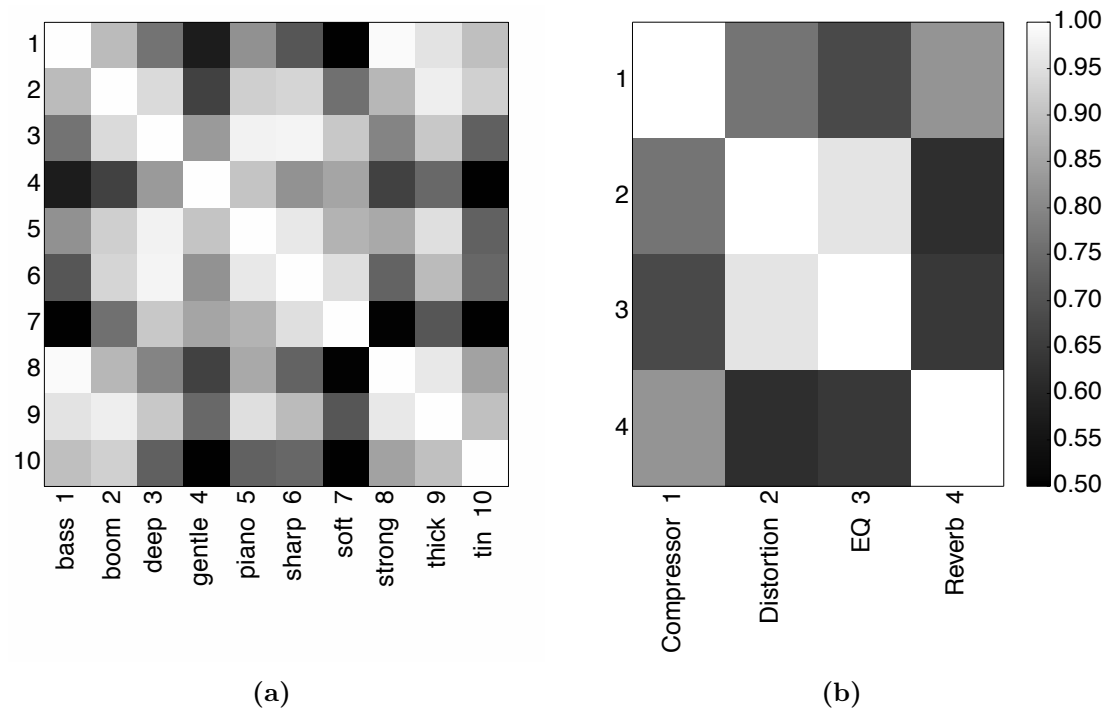 1
2
3
4
5
6
7
8
9
10
bass 1
boom 2
deep 3
gentle 4
piano 5
sharp 6
soft 7
strong 8
thick 9
tin 10
(a)
1
2
3
4
Compressor 1
Distortion 2
EQ 3
Reverb 4
1.00
0.95
0.90
0.85
0.80
0.75
0.70
0.65
0.60
0.55
0.50
(b)